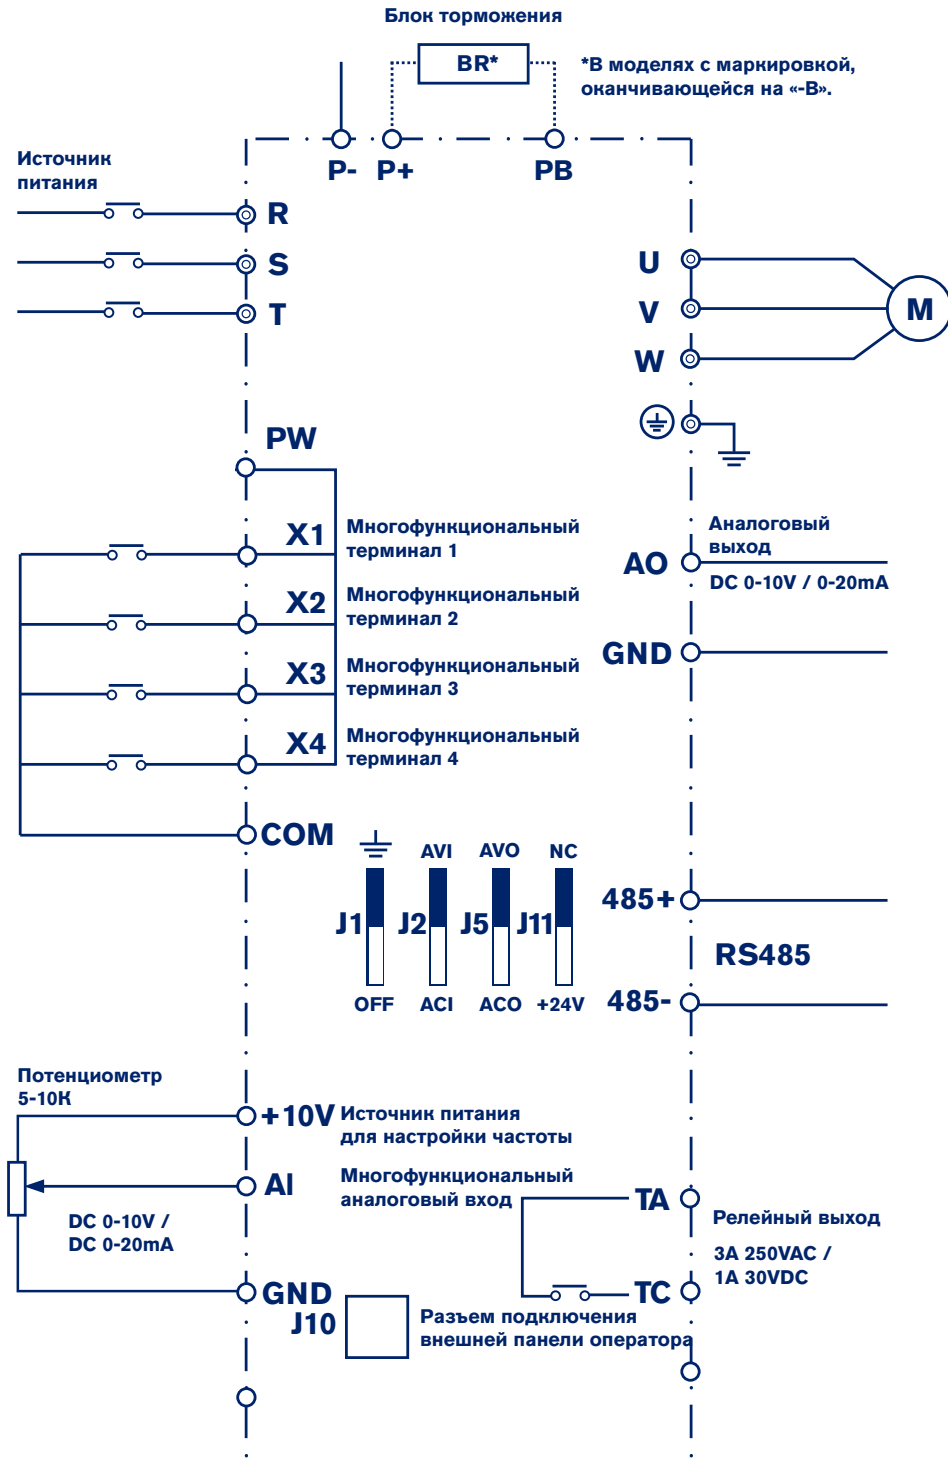 Блок торможения
BR*
*В моделях с маркировкой,
оканчивающейся на «-В».
P-
P+
PB
Источник
питания
R
S
T
U
V
W
M
PW
X1
Многофункциональный
терминал 1
X2
Многофункциональный
терминал 2
X3
Многофункциональный
терминал 3
X4
Многофункциональный
терминал 4
COM
Аналоговый
выход
AO
DC 0-10V / 0-20mA
GND
AVI
AVO
NC
J1
J2
J5
J11
OFF
ACI
ACO
+24V
485+
RS485
485-
Потенциометр
5-10К
+10V
Источник питания
для настройки частоты
AI
Многофункциональный
аналоговый вход
DC 0-10V /
DC 0-20mA
GND
J10
Разъем подключения
внешней панели оператора
TA
Релейный выход
3A 250VAC /
1A 30VDC
TC